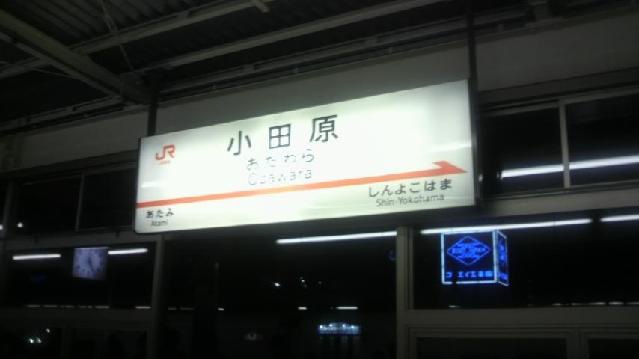 JR
小田原
おだわら
Odawara
あたみ
Atami
しんよこはま
Shin-Yokohama